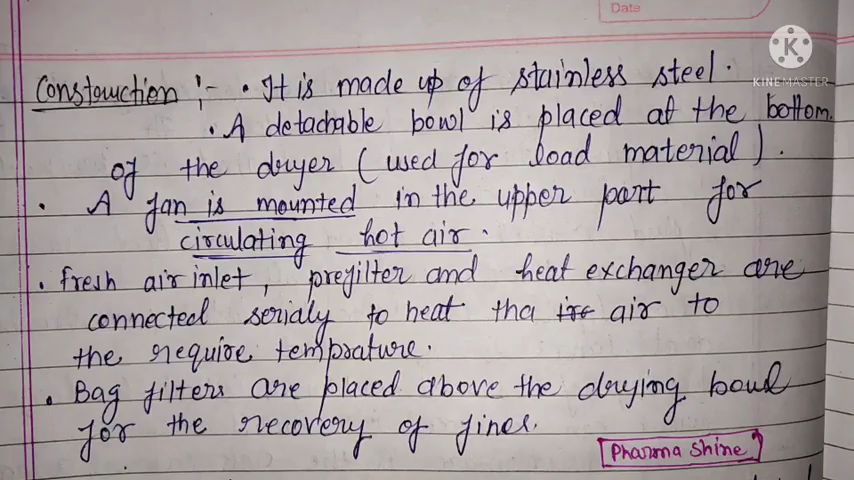 Date
K
KINEMASTER
Construction :- • It is made up of stainless steel.
• A detachable bowl is placed at the bottom.
of the dryer (used for load material).
• A fan is mounted in the upper part for
circulating hot air.
• fresh air inlet, prefilter and heat exchanger are
connected serialy to heat tha air to
the require temprature.
• Bag filters are placed above the drying bowl
for the recovery of fines.
Pharma Shine